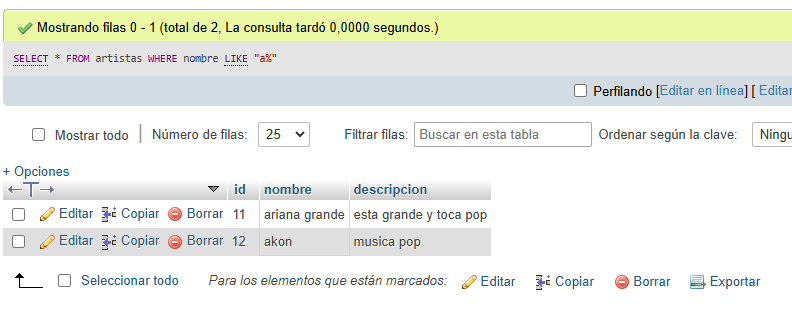 Mostrando filas 0 - 1 (total de 2, La consulta tardó 0,0000 segundos.)
SELECT * FROM artistas WHERE nombre LIKE "a%"
Perfilando [Editar en línea] [ Editar
Mostrar todo | Número de filas: 25 Filtrar filas: Buscar en esta tabla Ordenar según la clave: Ningu
+ Opciones
←T→ id nombre descripcion
Editar Copiar Borrar 11 ariana grande esta grande y toca pop
Editar Copiar Borrar 12 akon musica pop
Seleccionar todo Para los elementos que están marcados: Editar Copiar Borrar Exportar